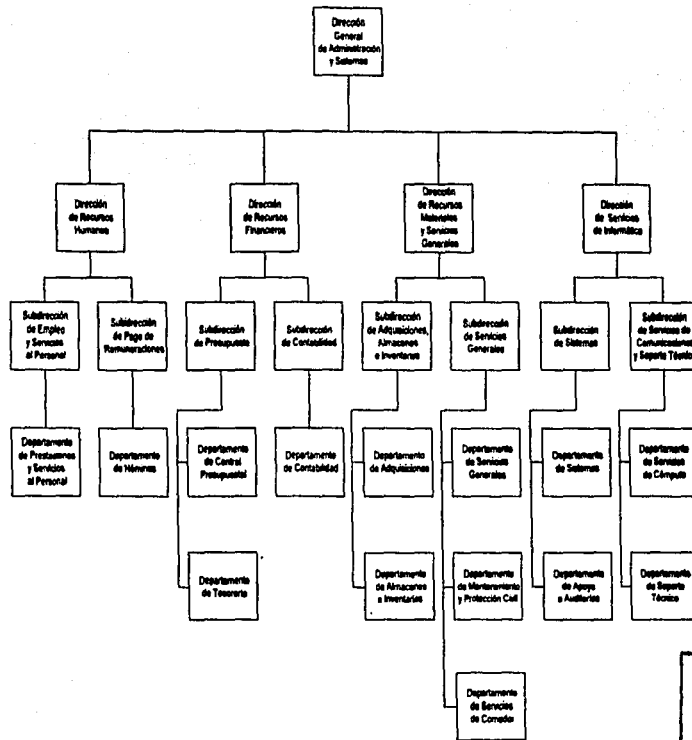 Dirección
General
de Administración
y Sistemas
Dirección
de Recursos
Humanos
Dirección
de Recursos
Financieros
Dirección
de Recursos
Materiales
y Servicios
Generales
Dirección
de Servicios
de Informática
Subdirección
de Empleo
y Servicios
al Personal
Subdirección
de Pago de
Remuneraciones
Subdirección
de Presupuesto
Subdirección
de Contabilidad
Subdirección
de Adquisiciones,
Almacenes
e Inventarios
Subdirección
de Servicios
Generales
Subdirección
de Sistemas
Subdirección
de Servicios de
Comunicaciones
y Soporte Técnico
Departamento
de Prestaciones
y Servicios
al Personal
Departamento
de Nóminas
Departamento
de Control
Presupuestal
Departamento
de Contabilidad
Departamento
de Adquisiciones
Departamento
de Servicios
Generales
Departamento
de Sistemas
Departamento
de Servicios
de Cómputo
Departamento
de Tesorería
Departamento
de Almacenes
e Inventarios
Departamento
de Mantenimiento
y Protección Civil
Departamento
de Apoyo
a Auditorías
Departamento
de Soporte
Técnico
Departamento
de Servicios
de Comedor